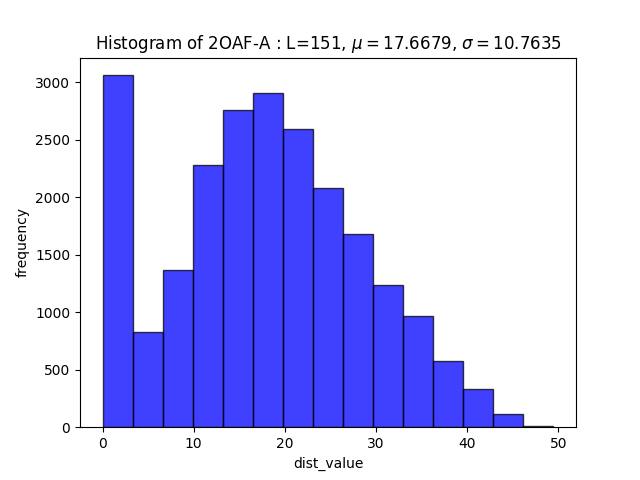 Histogram of 2OAF-A : L=151, μ = 17.6679, σ = 10.7635
3000
2500
2000
1500
1000
500
0
frequency
0 10 20 30 40 50
dist_value